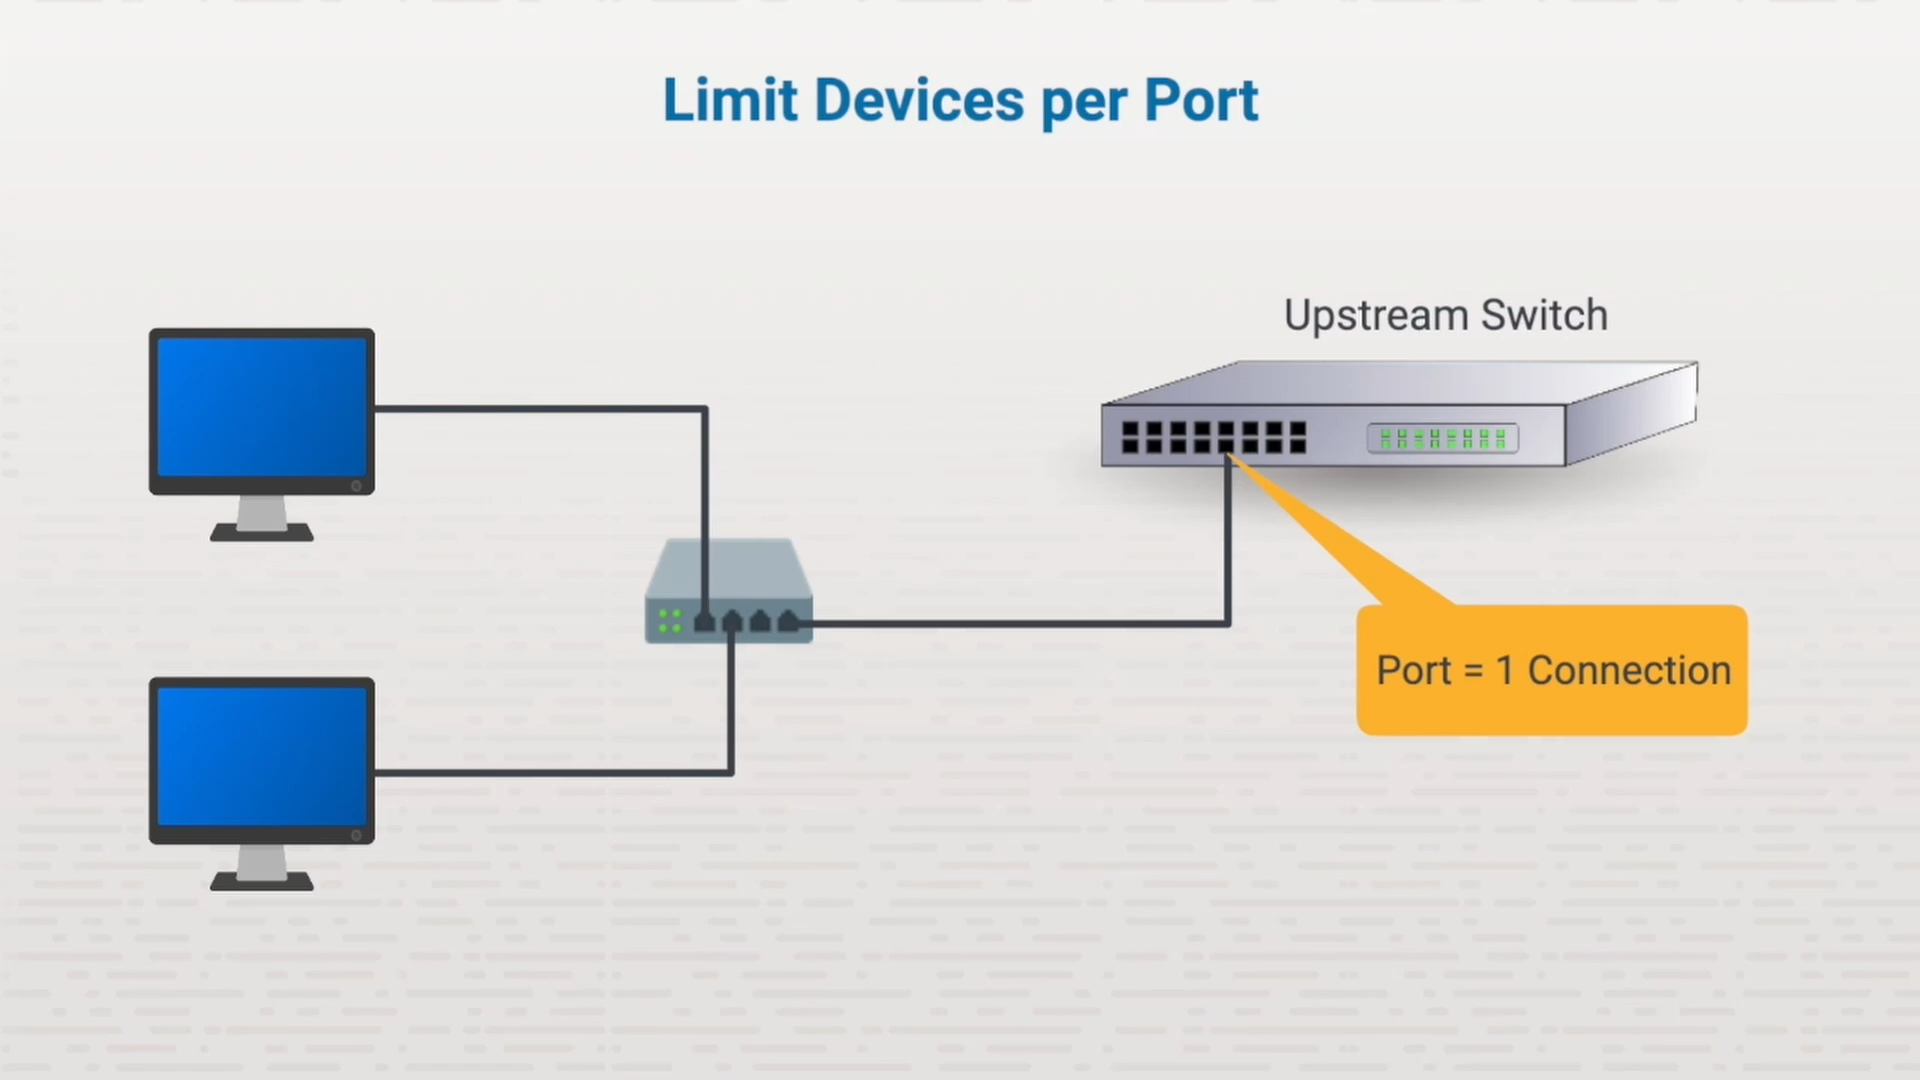 Limit Devices per Port
Upstream Switch
Port = 1 Connection